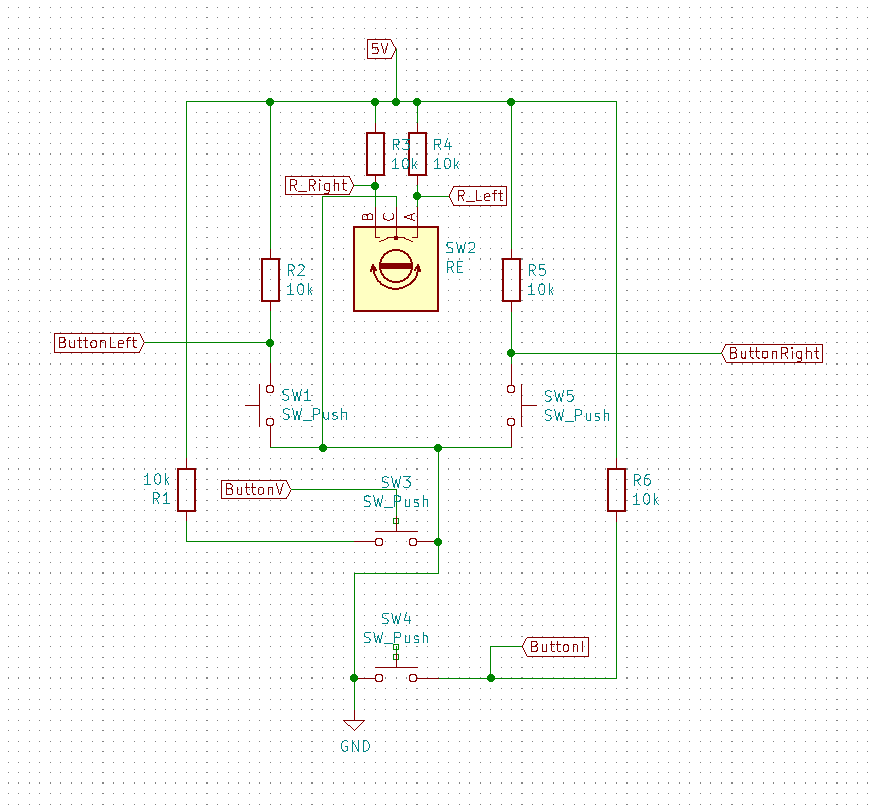 5V
R3
10k
R4
10k
R_Right
R_Left
B
C
A
SW2
RE
R2
10k
R5
10k
ButtonLeft
ButtonRight
SW1
SW_Push
SW5
SW_Push
10k
R1
ButtonV
SW3
SW_Push
R6
10k
SW4
SW_Push
ButtonI
GND